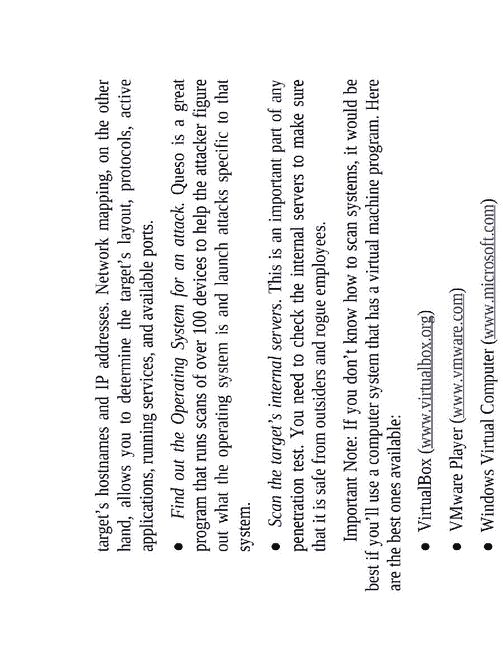 target's hostnames and IP addresses. Network mapping, on the other
hand, allows you to determine the target's layout, protocols, active
applications, running services, and available ports.
● Find out the Operating System for an attack. Queso is a great
program that runs scans of over 100 devices to help the attacker figure
out what the operating system is and launch attacks specific to that
system.
● Scan the target's internal servers. This is an important part of any
penetration test. You need to check the internal servers to make sure
that it is safe from outsiders and rogue employees.
Important Note: If you don't know how to scan systems, it would be
best if you'll use a computer system that has a virtual machine program. Here
are the best ones available:
● VirtualBox (www.virtualbox.org)
● VMware Player (www.vmware.com)
● Windows Virtual Computer (www.microsoft.com)